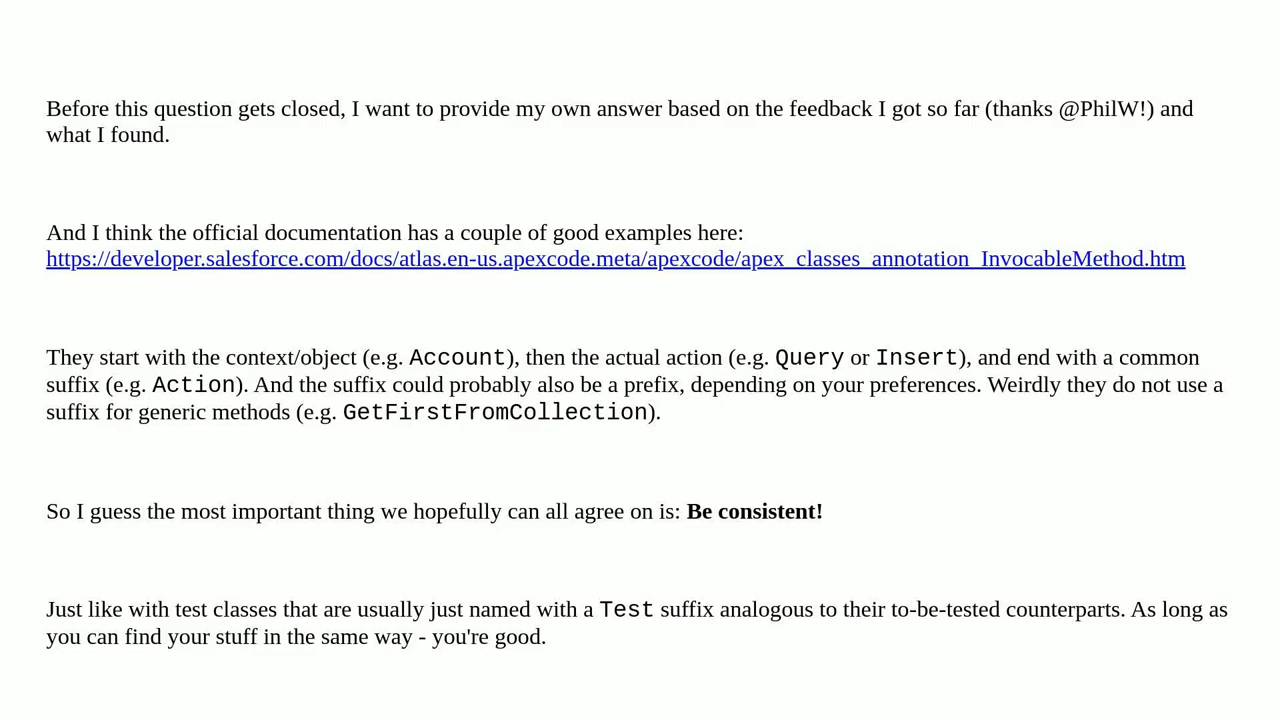 Before this question gets closed, I want to provide my own answer based on the feedback I got so far (thanks @PhilW!) and
what I found.
And I think the official documentation has a couple of good examples here:
https://developer.salesforce.com/docs/atlas.en-us.apexcode.meta/apexcode/apex_classes_annotation_InvocableMethod.htm
They start with the context/object (e.g. Account), then the actual action (e.g. Query or Insert), and end with a common
suffix (e.g. Action). And the suffix could probably also be a prefix, depending on your preferences. Weirdly they do not use a
suffix for generic methods (e.g. GetFirstFromCollection).
So I guess the most important thing we hopefully can all agree on is: Be consistent!
Just like with test classes that are usually just named with a Test suffix analogous to their to-be-tested counterparts. As long as
you can find your stuff in the same way - you're good.